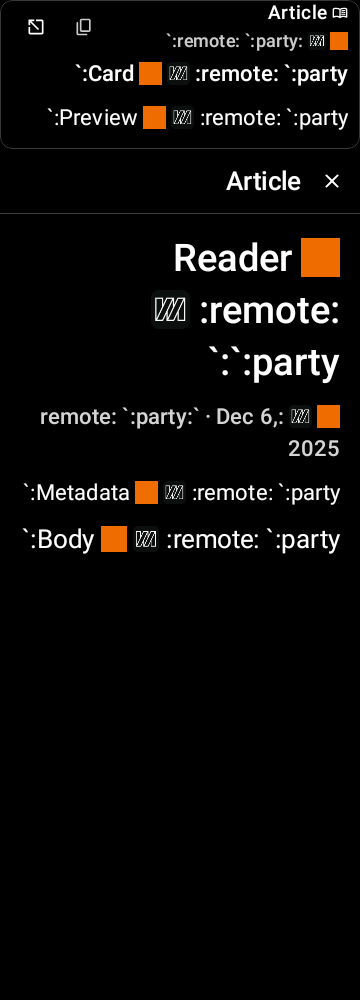 Article
`:remote: `:party:
`:Card :remote: `:party
`:Preview :remote: `:party
Article
Reader
:remote:
`:`:party
remote: `:party:` · Dec 6,:
2025
`:Metadata :remote: `:party
`:Body :remote: `:party